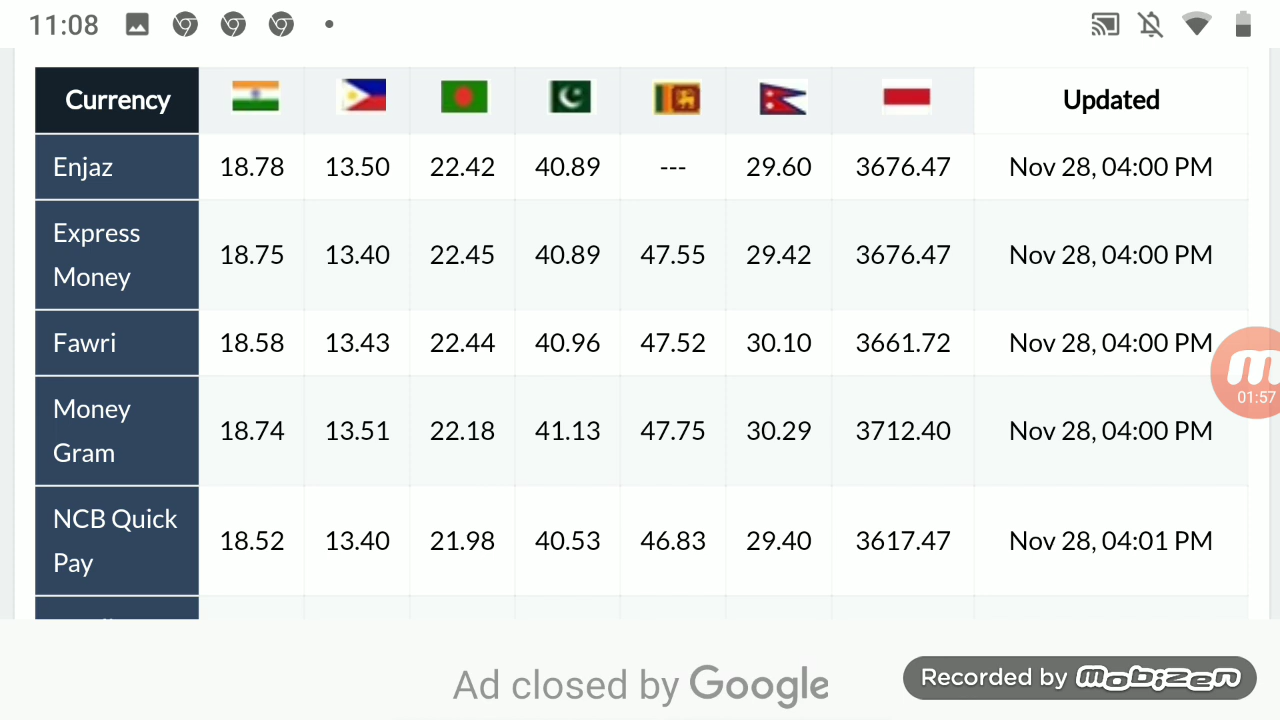 11:08
Currency Updated
Enjaz 18.78 13.50 22.42 40.89 --- 29.60 3676.47 Nov 28, 04:00 PM
Express
Money 18.75 13.40 22.45 40.89 47.55 29.42 3676.47 Nov 28, 04:00 PM
Fawri 18.58 13.43 22.44 40.96 47.52 30.10 3661.72 Nov 28, 04:00 PM
Money
Gram 18.74 13.51 22.18 41.13 47.75 30.29 3712.40 Nov 28, 04:00 PM
01:57
NCB Quick
Pay 18.52 13.40 21.98 40.53 46.83 29.40 3617.47 Nov 28, 04:01 PM
Ad closed by Google
Recorded by mobizen